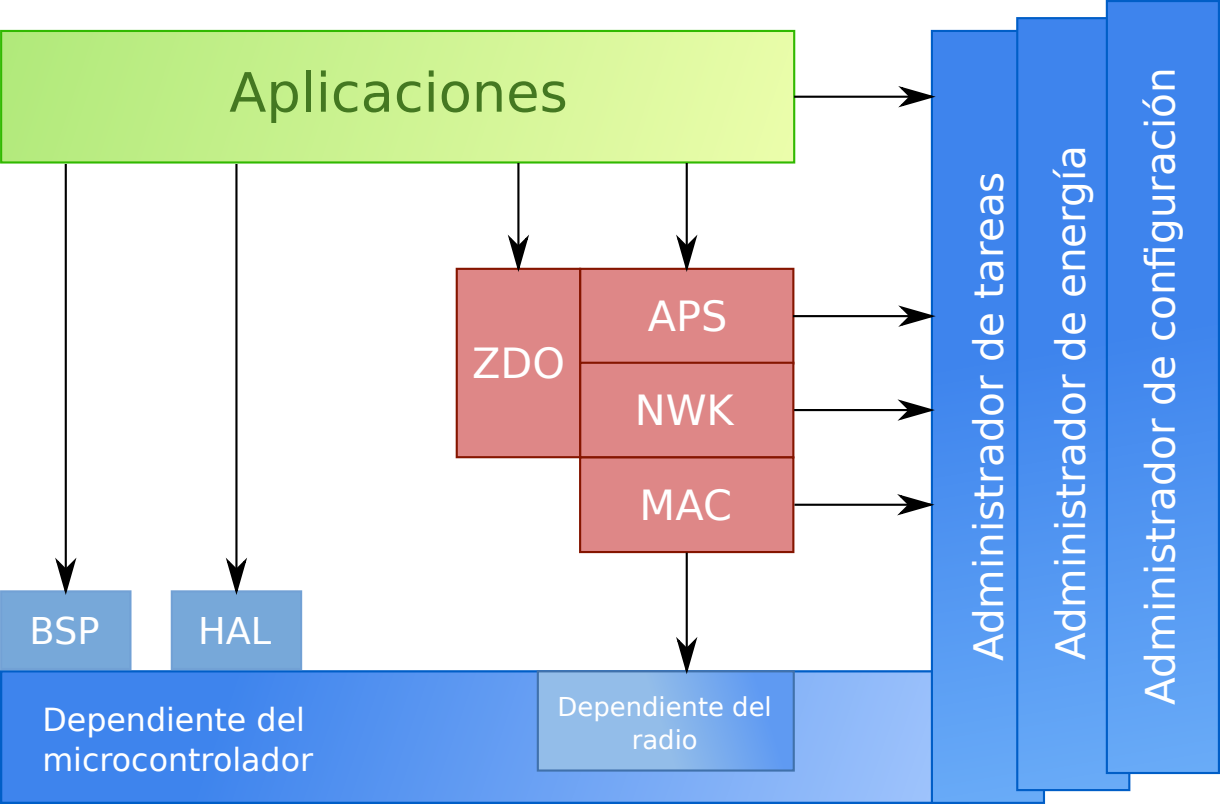 Aplicaciones
ZDO
APS
NWK
MAC
BSP
HAL
Dependiente del
microcontrolador
Dependiente del
radio
Administrador de tareas
Administrador de energía
Administrador de configuración